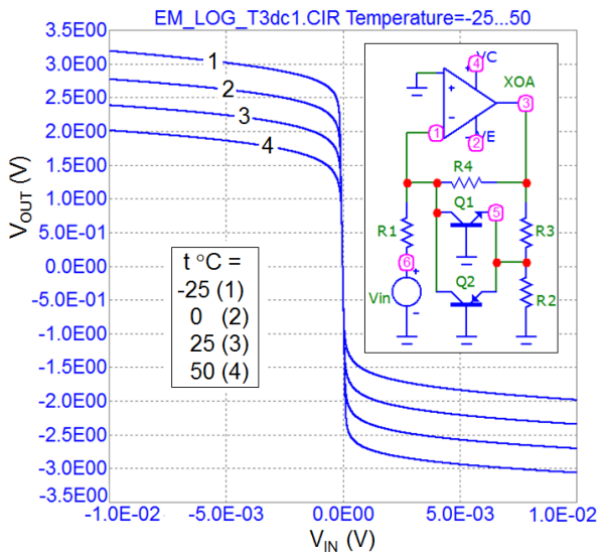 EM_LOG_T3dc1.CIR Temperature=-25...50
3.5E00
3.0E00
2.5E00
2.0E00
1.5E00
1.0E00
5.0E-01
0.0E00
-5.0E-01
-1.0E00
-1.5E00
-2.0E00
-2.5E00
-3.0E00
-3.5E00
VOUT (V)
1
2
3
4
t °C =
-25 (1)
0 (2)
25 (3)
50 (4)
4
VC
XOA
3
1
2
VE
R4
Q1
5
R1
R3
6
Q2
Vin
R2
+
-
+
-
+
-
-1.0E-02
-5.0E-03
0.0E00
5.0E-03
1.0E-02
VIN (V)